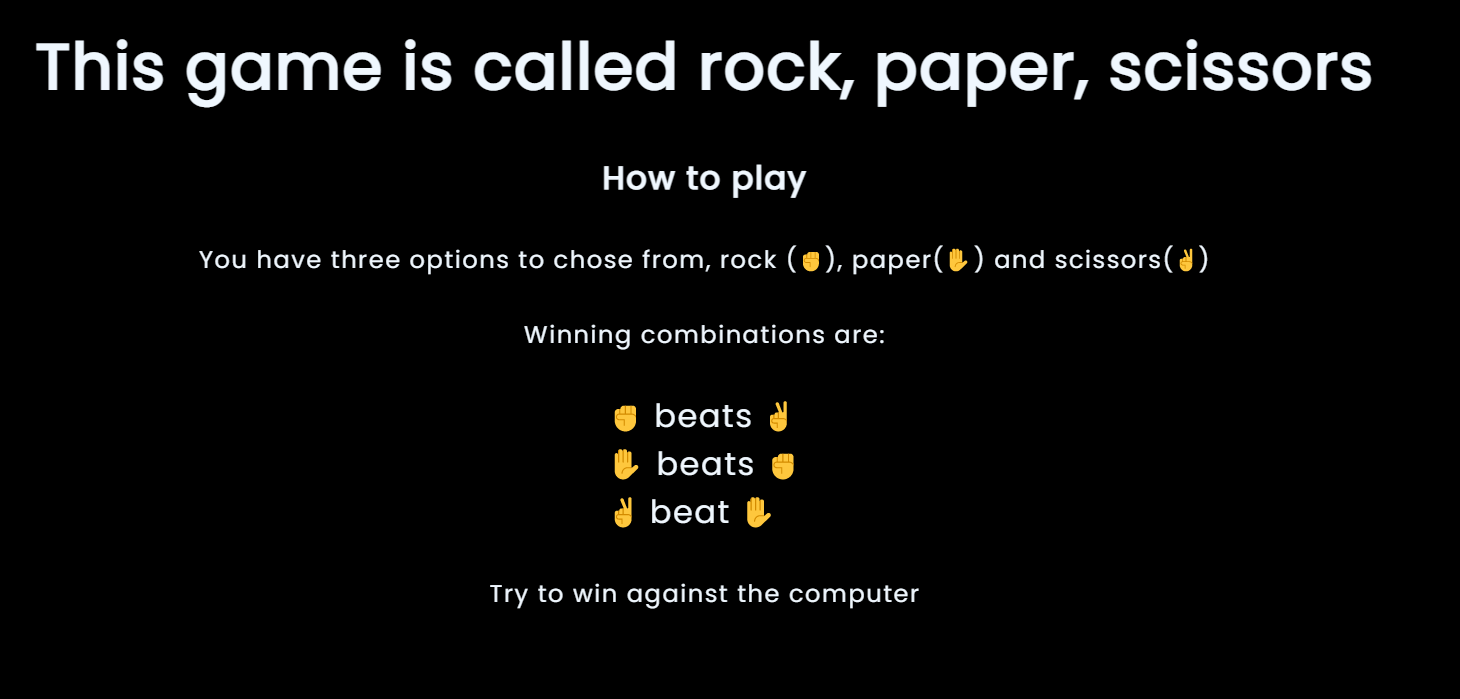 This game is called rock, paper, scissors
How to play
You have three options to chose from, rock (✊), paper(✋) and scissors(✌)
Winning combinations are:
✊ beats ✌
✋ beats ✊
✌ beat ✋
Try to win against the computer